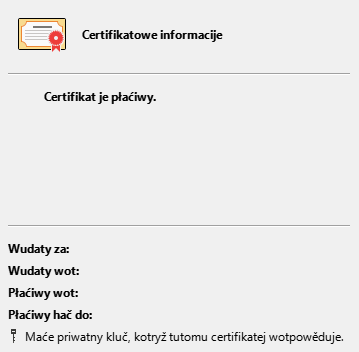 Certifikatowe informacije
Certifikat je płaćiwy.
Wudaty za:
Wudaty wot:
Płaćiwy wot:
Płaćiwy hač do:
Maće priwatny kluč, kotryž tutomu certifikatej wotpowěduje.